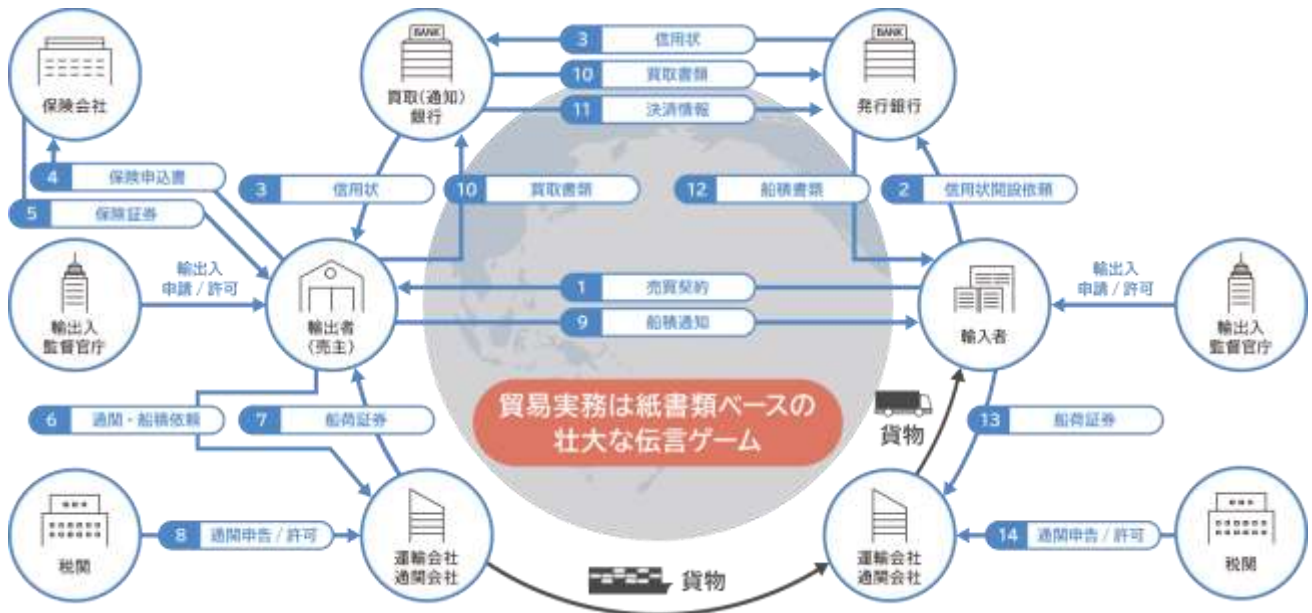 BANK
BANK
3 信用状
10 買取書類
11 決済情報
保険会社
買取(通知)
銀行
発行銀行
4 保険申込書
3 信用状
10 買取書類
12 船積書類
2 信用状開設依頼
5 保険証券
輸出入
申請 / 許可
輸出入
申請 / 許可
1 売買契約
9 船積通知
輸出入
監督官庁
輸出者
(売主)
輸入者
輸出入
監督官庁
6 通関・船積依頼
7 船荷証券
貿易実務は紙書類ベースの
壮大な伝言ゲーム
貨物
13 船荷証券
8 通関申告 / 許可
14 通関申告 / 許可
税関
運輸会社
通関会社
貨物
運輸会社
通関会社
税関